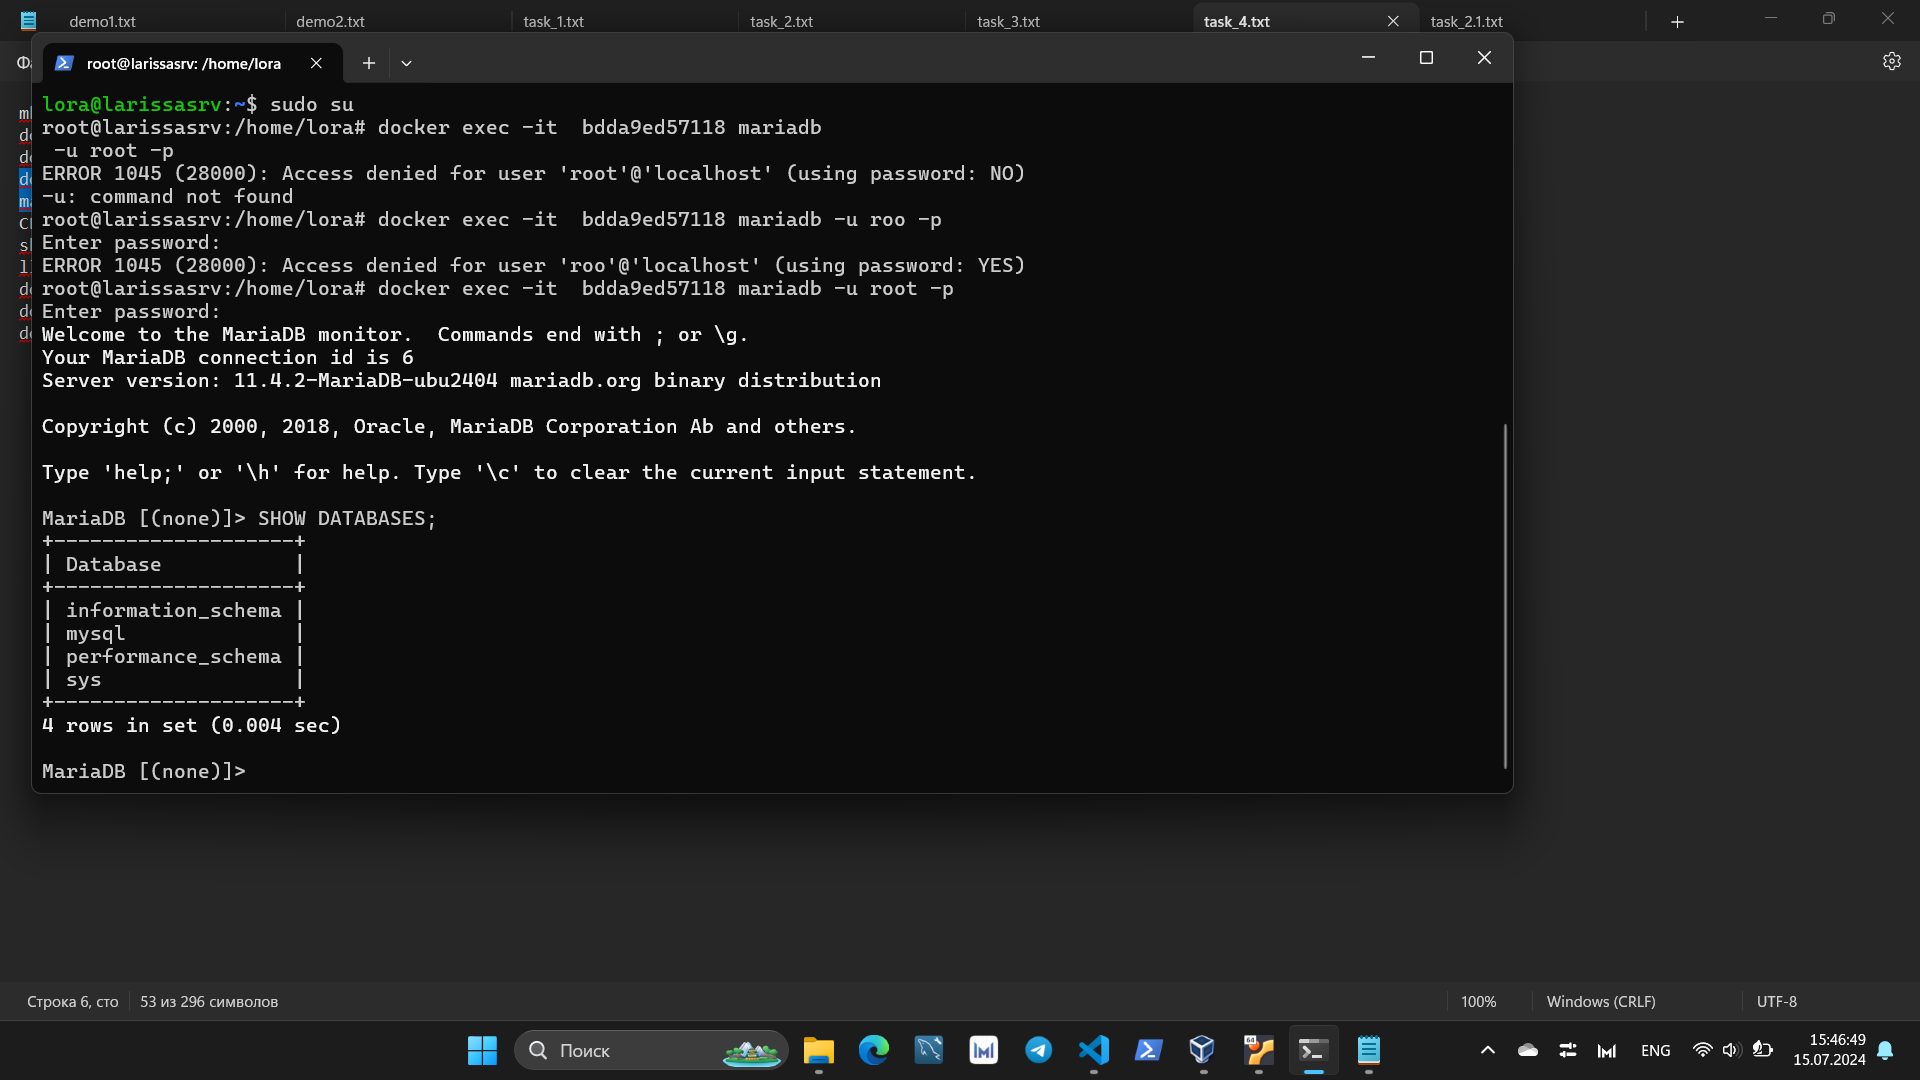 demo1.txt
demo2.txt
task_1.txt
task_2.txt
task_3.txt
task_4.txt
task_2.1.txt
root@larissasrv: /home/lora
lora@larissasrv:~$ sudo su
root@larissasrv:/home/lora# docker exec -it  bdda9ed57118 mariadb
 -u root -p
ERROR 1045 (28000): Access denied for user 'root'@'localhost' (using password: NO)
-u: command not found
root@larissasrv:/home/lora# docker exec -it  bdda9ed57118 mariadb -u roo -p
Enter password:
ERROR 1045 (28000): Access denied for user 'roo'@'localhost' (using password: YES)
root@larissasrv:/home/lora# docker exec -it  bdda9ed57118 mariadb -u root -p
Enter password:
Welcome to the MariaDB monitor.  Commands end with ; or \g.
Your MariaDB connection id is 6
Server version: 11.4.2-MariaDB-ubu2404 mariadb.org binary distribution
Copyright (c) 2000, 2018, Oracle, MariaDB Corporation Ab and others.
Type 'help;' or '\h' for help. Type '\c' to clear the current input statement.
MariaDB [(none)]> SHOW DATABASES;
+--------------------+
| Database           |
+--------------------+
| information_schema |
| mysql              |
| performance_schema |
| sys                |
+--------------------+
4 rows in set (0.004 sec)
MariaDB [(none)]>
Строка 6, сто
53 из 296 символов
100%
Windows (CRLF)
UTF-8
Поиск
64
ENG
15:46:49
15.07.2024